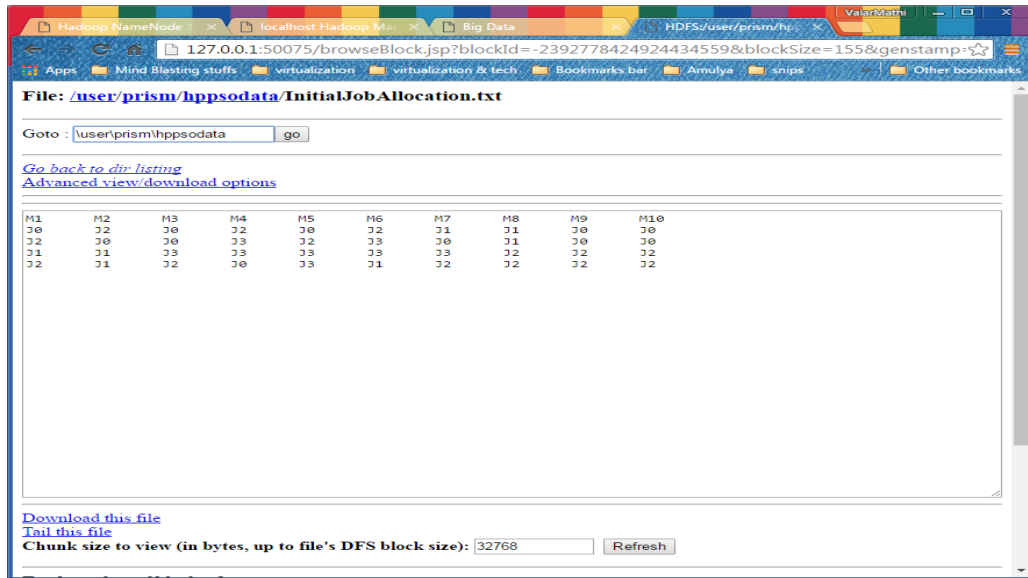 ValarMathi
Hadoop NameNode localhost Hadoop Ma Big Data HDFS:/user/prism/hp
127.0.0.1:50075/browseBlock.jsp?blockId=-2392778424924434559&blockSize=155&genstamp=
Apps Mind Blasting stuffs virtualization virtualization & tech Bookmarks bar Amulya snips » Other bookmarks
File: /user/prism/hppsodata/InitialJobAllocation.txt
Goto : \user\prism\hppsodata go
Go back to dir listing
Advanced view/download options
M1 M2 M3 M4 M5 M6 M7 M8 M9 M10
J0 J2 J0 J2 J0 J2 J1 J1 J0 J0
J2 J0 J0 J3 J2 J3 J0 J1 J0 J0
J1 J1 J3 J3 J3 J3 J3 J2 J2 J2
J2 J1 J2 J0 J3 J1 J2 J2 J2 J2
Download this file
Tail this file
Chunk size to view (in bytes, up to file's DFS block size): 32768 Refresh